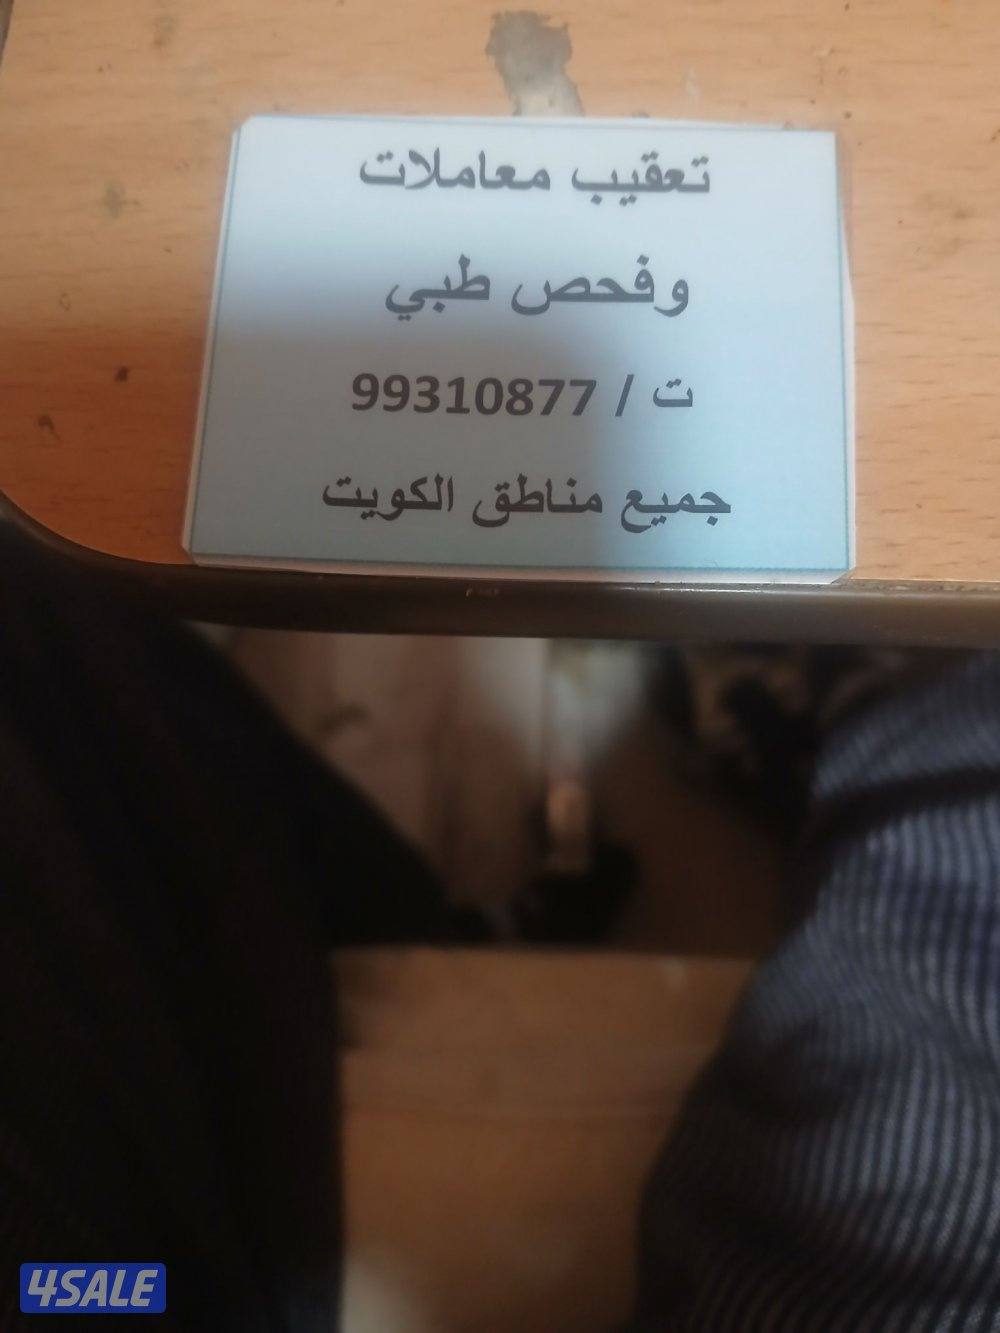 تعقيب معاملات
وفحص طبي
ت / 99310877
جميع مناطق الكويت
4SALE